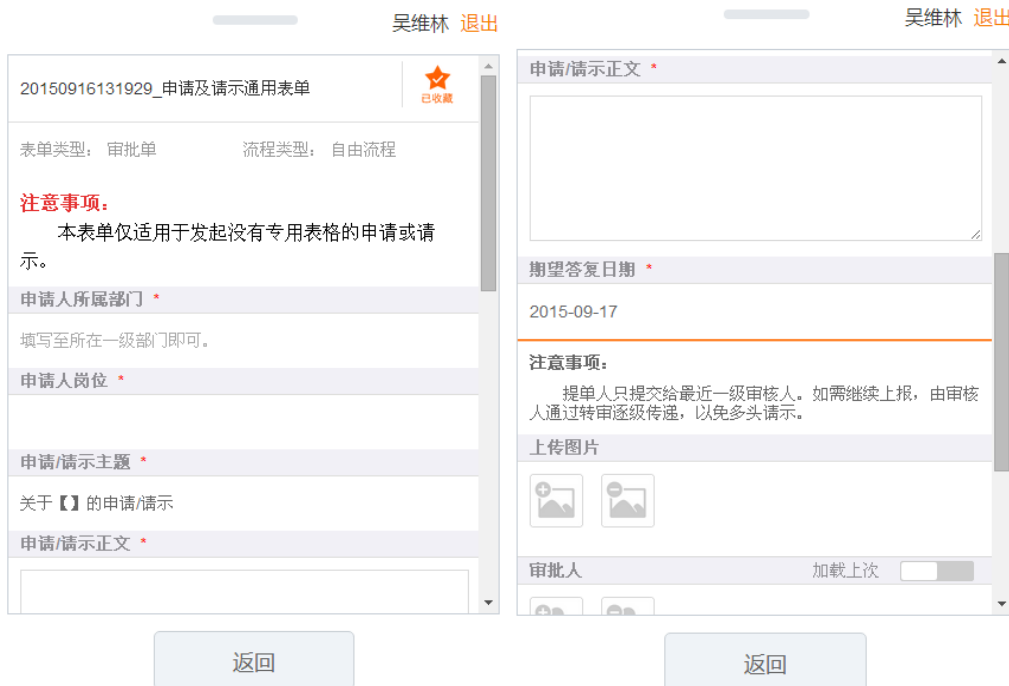 吴维林 退出
20150916131929_申请及请示通用表单
已收藏
表单类型： 审批单 流程类型： 自由流程
注意事项：
本表单仅适用于发起没有专用表格的申请或请
示。
申请人所属部门 *
填写至所在一级部门即可。
申请人岗位 *
申请/请示主题 *
关于【】的申请/请示
申请/请示正文 *
返回
吴维林 退出
申请/请示正文 *
期望答复日期 *
2015-09-17
注意事项：
提单人只提交给最近一级审核人。如需继续上报，由审核
人通过转审逐级传递，以免多头请示。
上传图片
审批人 加载上次
返回